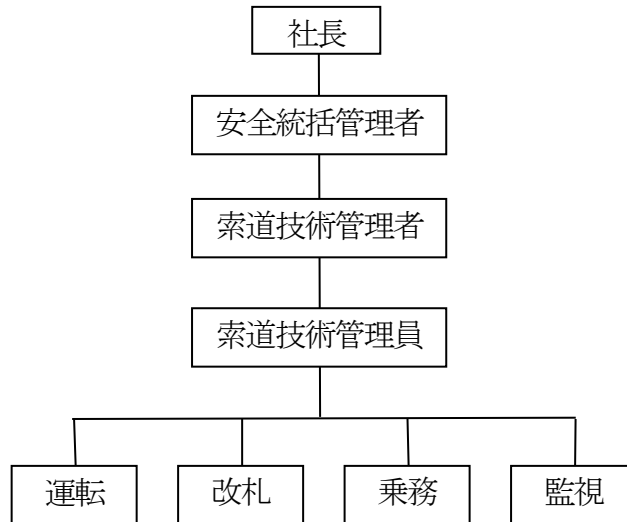 社長
安全統括管理者
索道技術管理者
索道技術管理員
運転
改札
乗務
監視